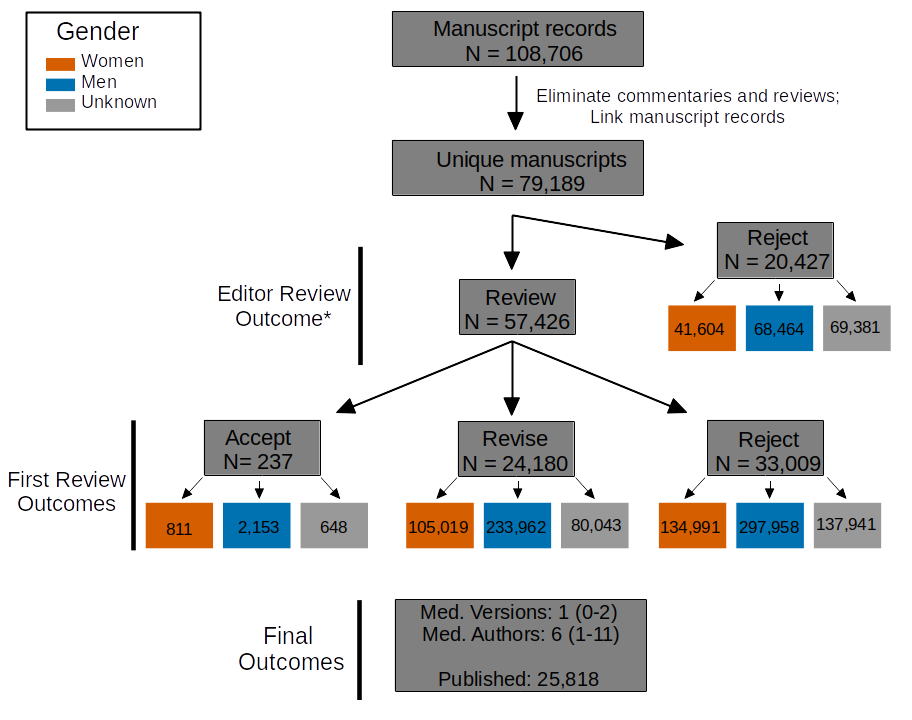 Gender
Women
Men
Unknown
Manuscript records
N = 108,706
Eliminate commentaries and reviews;
Link manuscript records
Unique manuscripts
N = 79,189
Editor Review
Outcome*
Review
N = 57,426
Reject
N = 20,427
41,604
68,464
69,381
First Review
Outcomes
Accept
N= 237
811
2,153
648
Revise
N = 24,180
105,019
233,962
80,043
Reject
N = 33,009
134,991
297,958
137,941
Final
Outcomes
Med. Versions: 1 (0-2)
Med. Authors: 6 (1-11)
Published: 25,818